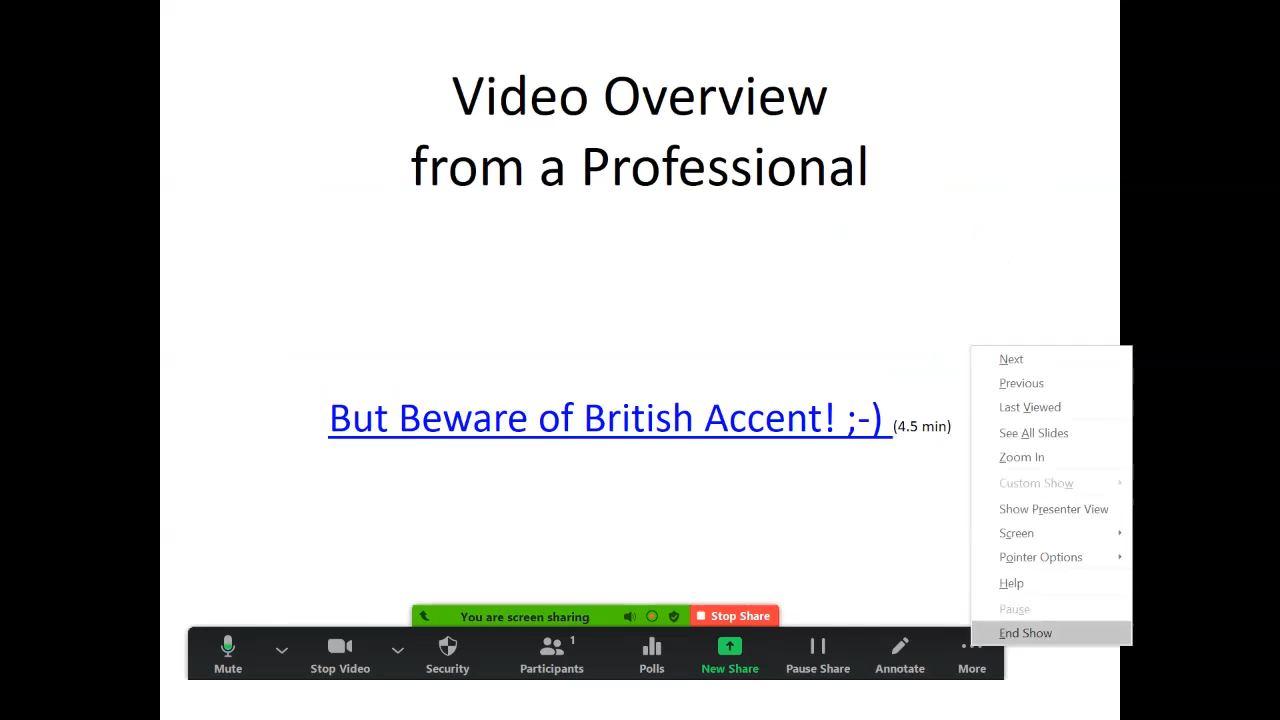 Video Overview
from a Professional
But Beware of British Accent! ;-) (4.5 min)
Next
Previous
Last Viewed
See All Slides
Zoom In
Custom Show
Show Presenter View
Screen
Pointer Options
Help
Pause
End Show
You are screen sharing Stop Share
Mute Stop Video Security Participants 1 Polls New Share Pause Share Annotate More